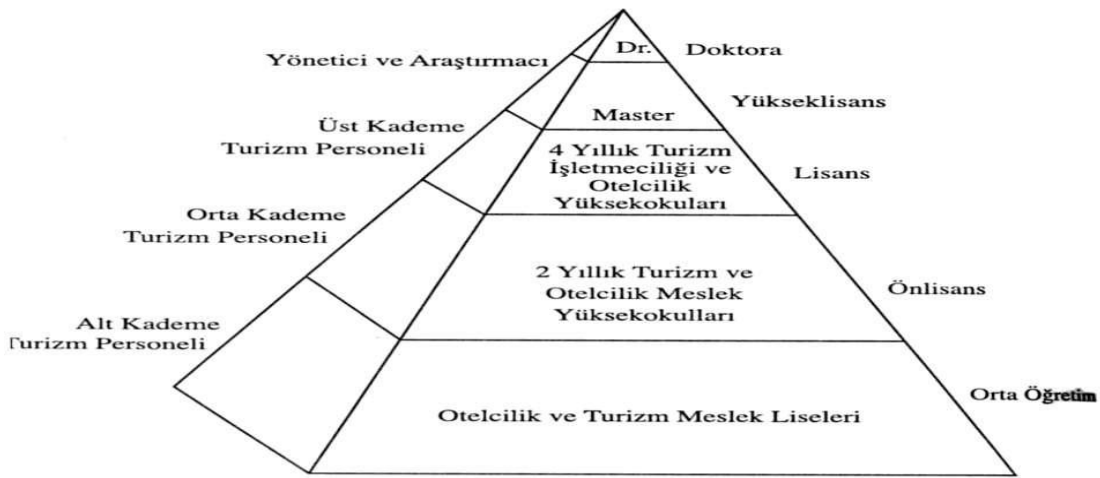 Dr.
Doktora
Yönetici ve Araştırmacı
Yükseklisans
Master
Üst Kademe
Turizm Personeli
4 Yıllık Turizm
İşletmeciliği ve
Otelcilik
Yüksekokuları
Lisans
Orta Kademe
Turizm Personeli
2 Yıllık Turizm ve
Otelcilik Meslek
Yüksekokulları
Önlisans
Alt Kademe
Turizm Personeli
Orta Öğretim
Otelcilik ve Turizm Meslek Liseleri